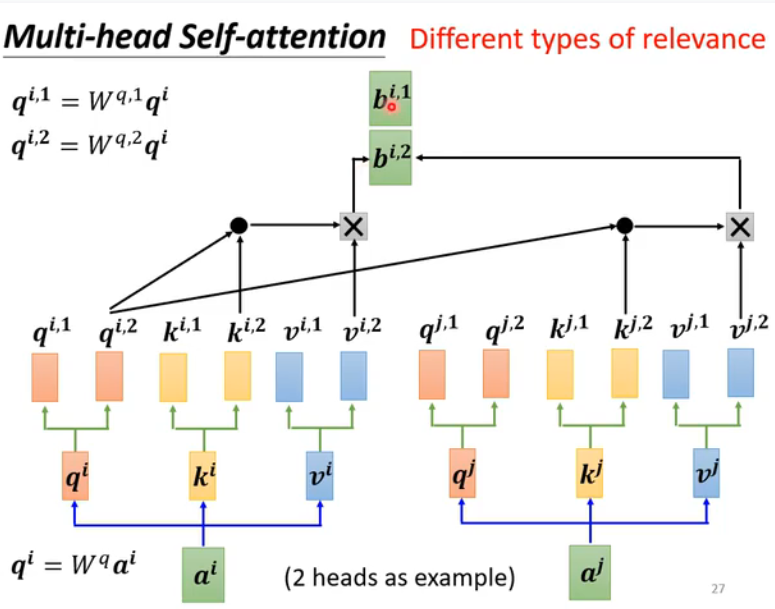 Multi-head Self-attention Different types of relevance
q^{i,1} = W^{q,1}q^i
q^{i,2} = W^{q,2}q^i
b^{i,1}
b^{i,2}
q^{i,1} q^{i,2} k^{i,1} k^{i,2} v^{i,1} v^{i,2} q^{j,1} q^{j,2} k^{j,1} k^{j,2} v^{j,1} v^{j,2}
q^i k^i v^i q^j k^j v^j
q^i = W^q a^i
a^i (2 heads as example) a^j
27